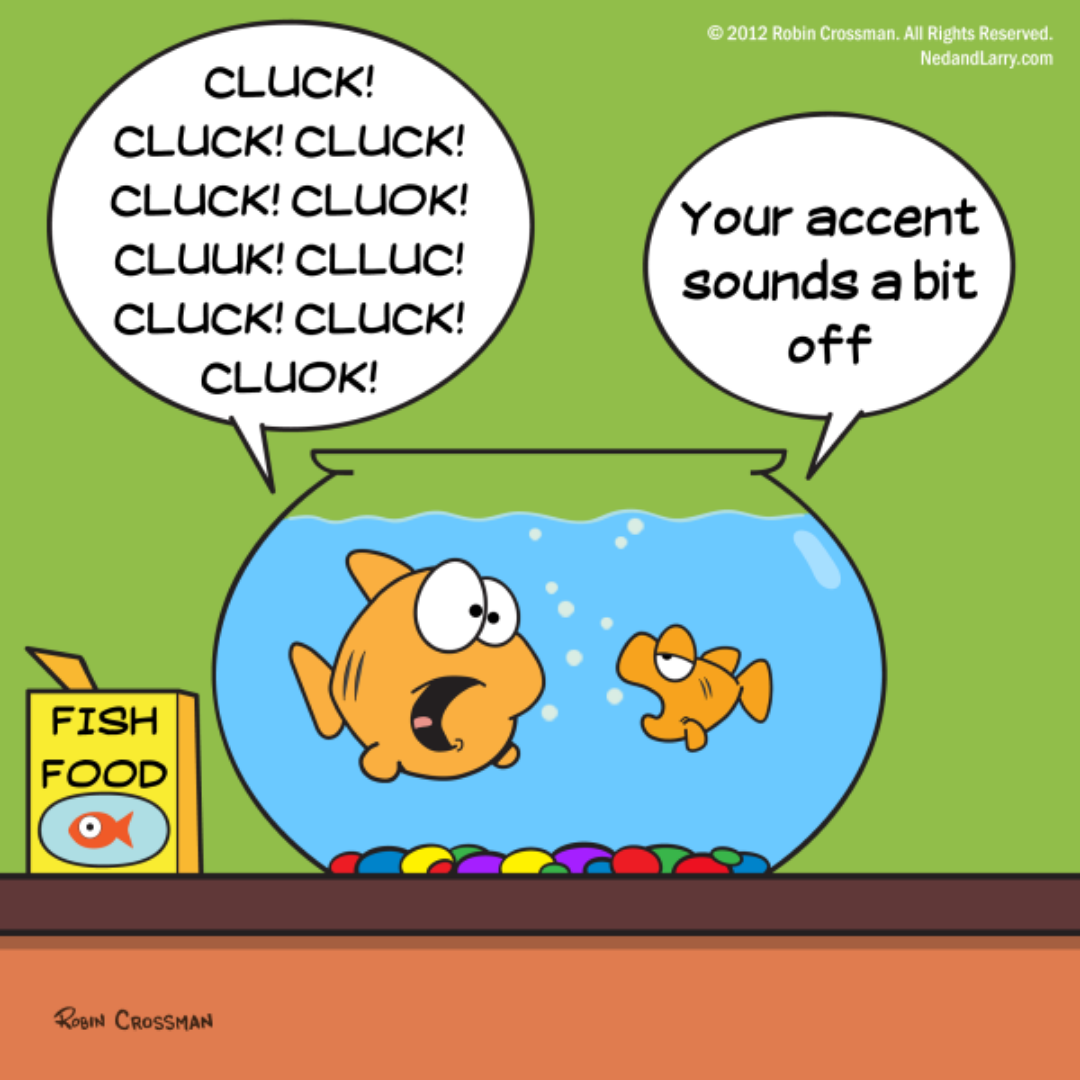 © 2012 Robin Crossman. All Rights Reserved.
NedandLarry.com
CLUCK!
CLUCK! CLUCK!
CLUCK! CLUOK!
CLUUK! CLLUC!
CLUCK! CLUCK!
CLUOK!
Your accent
sounds a bit
off
FISH
FOOD
ROBIN CROSSMAN